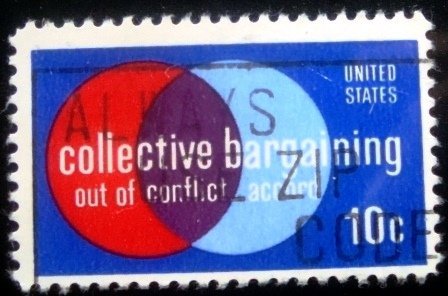 UNITED
STATES
collective bargaining
out of conflict...accord
10c
ALWAYS
ZIP
CODE